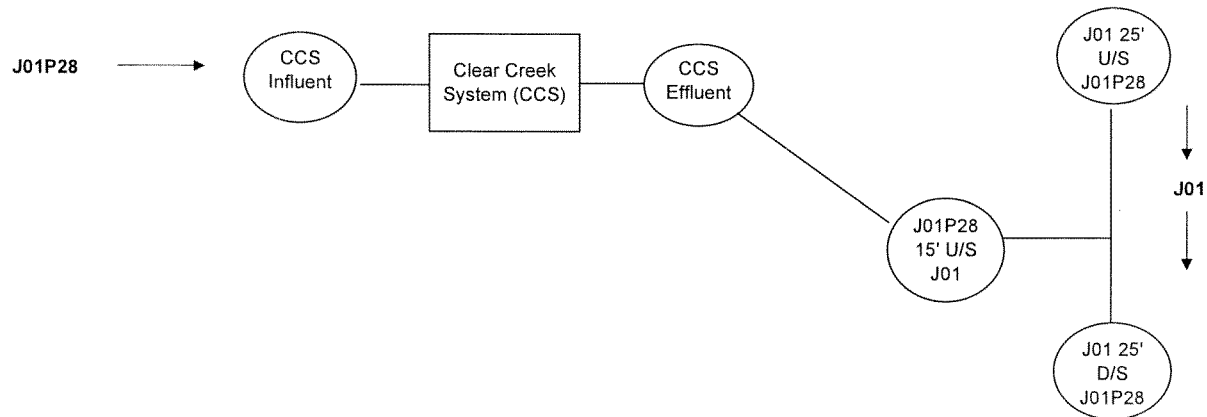 J01P28
CCS
Influent
Clear Creek
System (CCS)
CCS
Effluent
J01P28
15' U/S
J01
J01 25'
U/S
J01P28
J01
J01 25'
D/S
J01P28